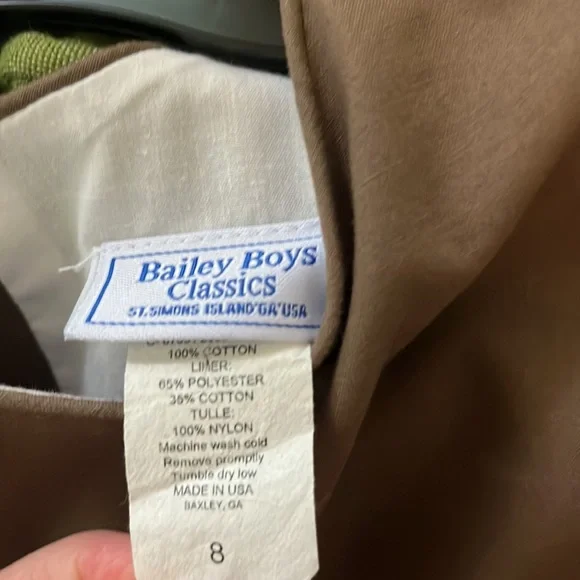 Bailey Boys
Classics
ST. SIMONS ISLAND GA USA
100% COTTON
LINER:
65% POLYESTER
35% COTTON
TULLE:
100% NYLON
Machine wash cold
Remove promptly
Tumble dry low
MADE IN USA
BAXLEY, GA
8